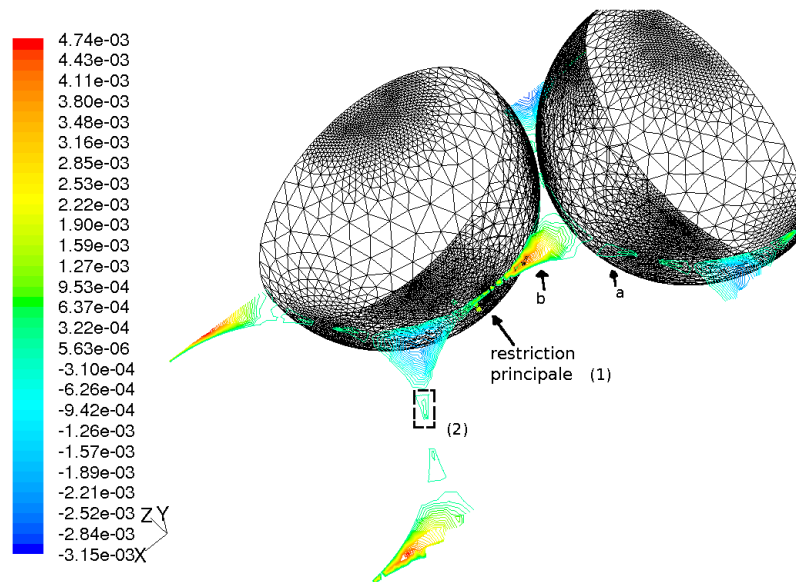 4.74e-03
4.43e-03
4.11e-03
3.80e-03
3.48e-03
3.16e-03
2.85e-03
2.53e-03
2.22e-03
1.90e-03
1.59e-03
1.27e-03
9.53e-04
6.37e-04
3.22e-04
5.63e-06
-3.10e-04
-6.26e-04
-9.42e-04
-1.26e-03
-1.57e-03
-1.89e-03
-2.21e-03
-2.52e-03
-2.84e-03
-3.15e-03
Z Y
X
b
a
restriction
principale (1)
(2)